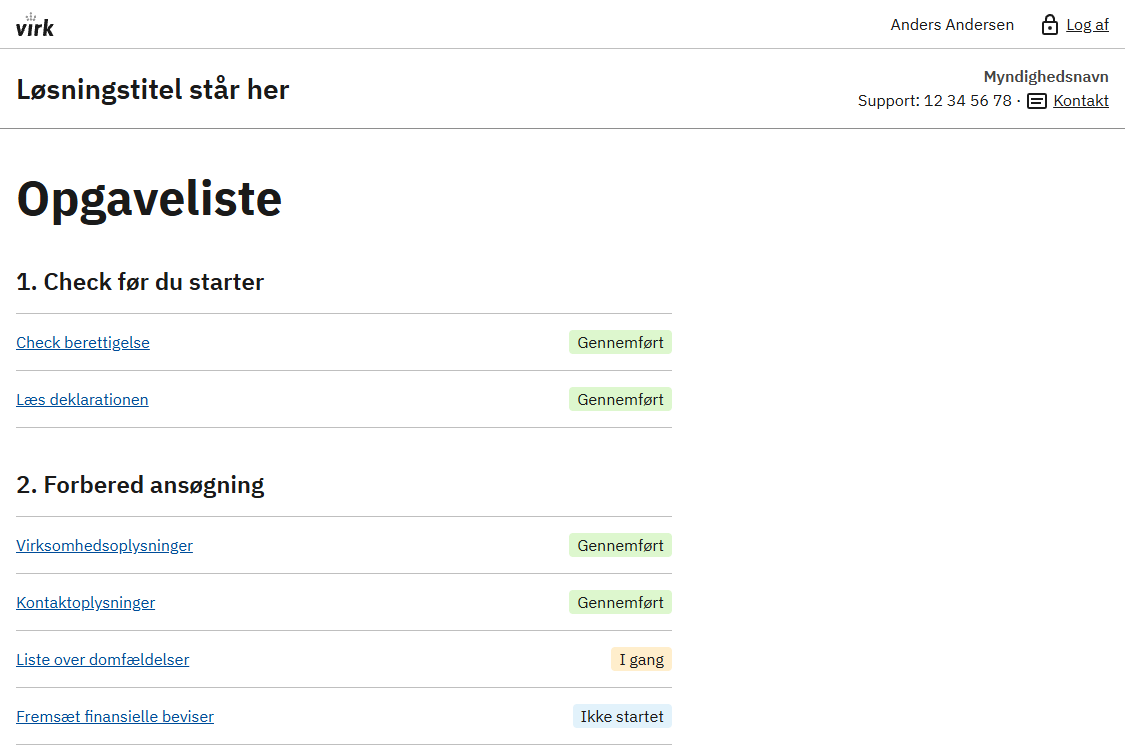 virk
Anders Andersen Log af
Løsningstitel står her
Myndighedsnavn
Support: 12 34 56 78 · Kontakt
Opgaveliste
1. Check før du starter
Check berettigelse Gennemført
Læs deklarationen Gennemført
2. Forbered ansøgning
Virksomhedsoplysninger Gennemført
Kontaktoplysninger Gennemført
Liste over domfældelser I gang
Fremsæt finansielle beviser Ikke startet